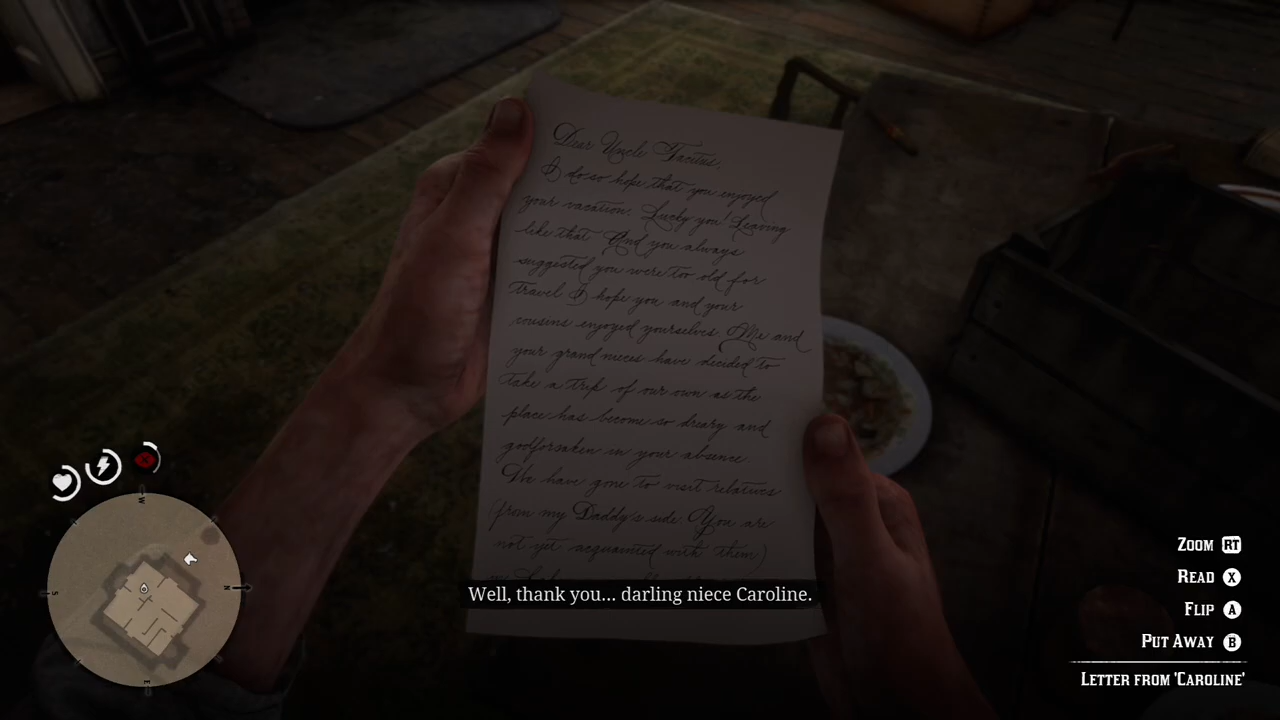 Dear Uncle Tacitus,
I do so hope that you enjoyed
your vacation. Lucky you! Leaving
like that. And you always
suggested you were too old for
travel. I hope you and your
cousins enjoyed yourselves. Me and
your grand nieces have decided to
take a trip of our own as the
place has become so dreary and
godforsaken in your absence.
We have gone to visit relatives
(from my Daddy's side. You are
not yet acquainted with them)
Well, thank you... darling niece Caroline.
ZOOM RT
READ X
FLIP A
PUT AWAY B
LETTER FROM 'CAROLINE'
W
N
S
E